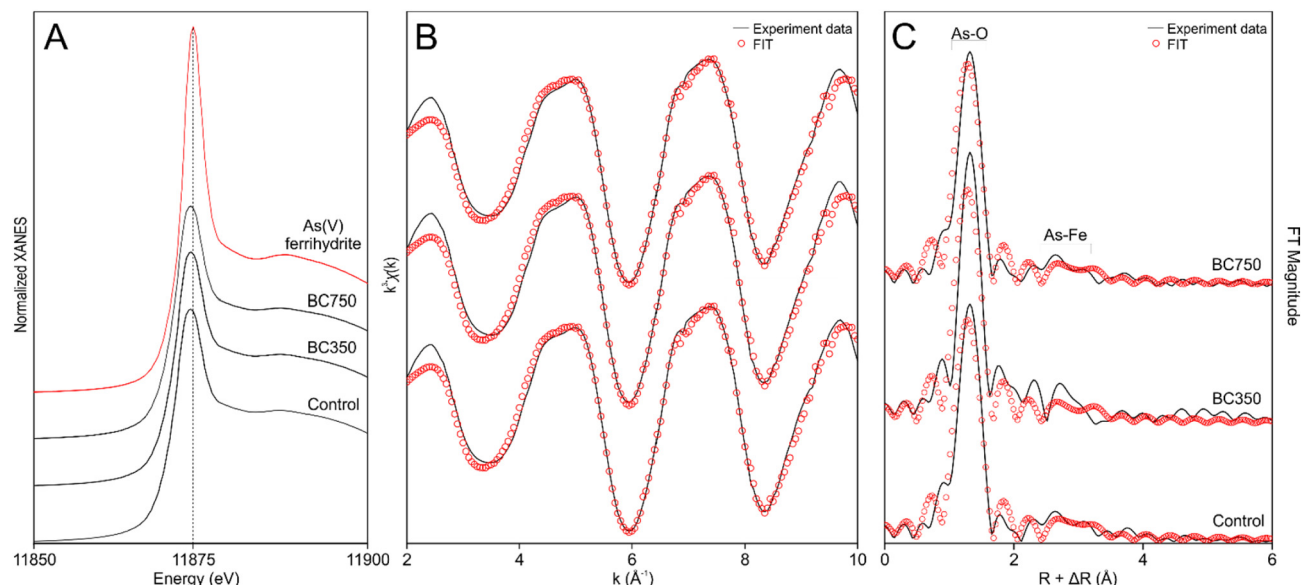 A
Normalized XANES
As(V)
ferrihydrite
BC750
BC350
Control
11850
11875
11900
Energy (eV)
B
Experiment data
FIT
k³χ(k)
2
4
6
8
10
k (Å⁻¹)
C
As-O
Experiment data
FIT
As-Fe
BC750
BC350
Control
FT Magnitude
0
2
4
6
R + ΔR (Å)